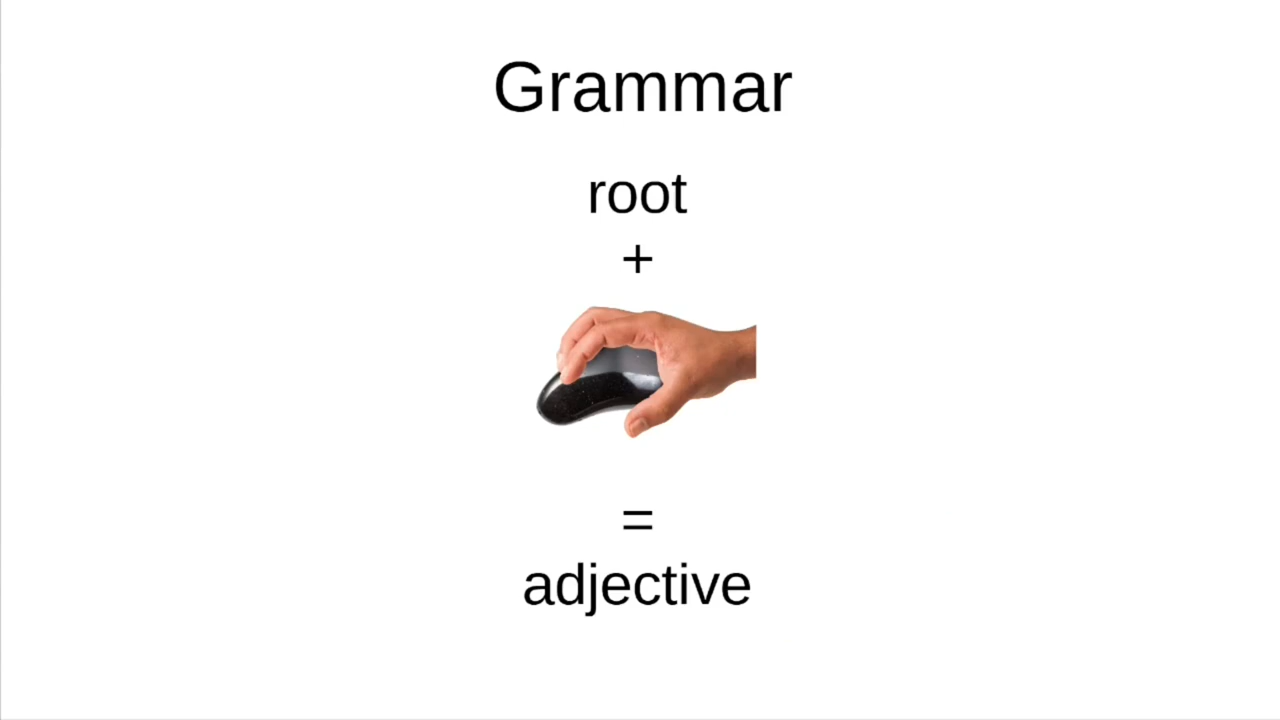 Grammar
root
+
=
adjective